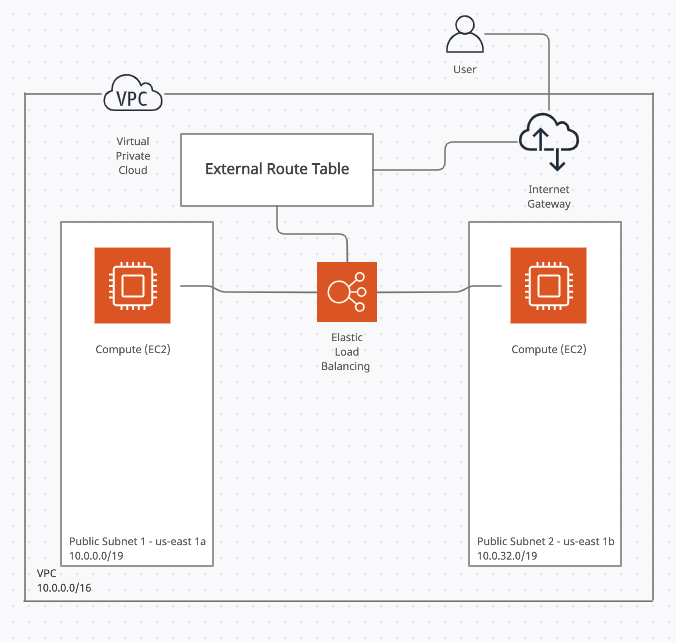 User
VPC
Virtual
Private
Cloud
External Route Table
Internet
Gateway
Compute (EC2)
Elastic
Load
Balancing
Compute (EC2)
Public Subnet 1 - us-east 1a
10.0.0.0/19
Public Subnet 2 - us-east 1b
10.0.32.0/19
VPC
10.0.0.0/16